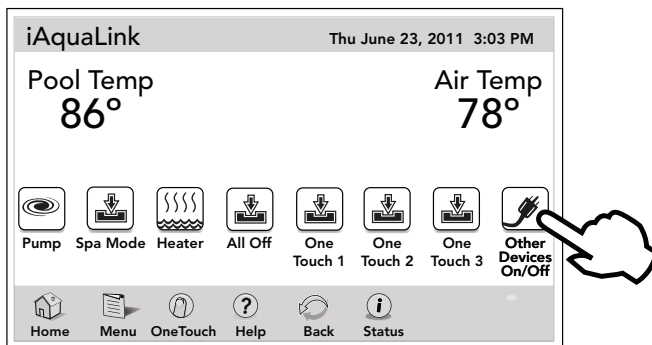 iAquaLink
Thu June 23, 2011 3:03 PM
Pool Temp
86°
Air Temp
78°
Pump
Spa Mode
Heater
All Off
One
Touch 1
One
Touch 2
One
Touch 3
Other
Devices
On/Off
Home
Menu
OneTouch
Help
Back
Status